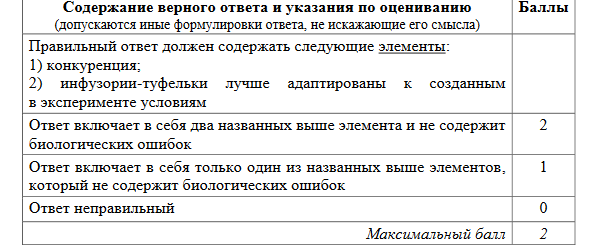 Содержание верного ответа и указания по оцениванию Баллы
(допускаются иные формулировки ответа, не искажающие его смысла)
Правильный ответ должен содержать следующие элементы:
1) конкуренция;
2) инфузории-туфельки лучше адаптированы к созданным
в эксперименте условиям
Ответ включает в себя два названных выше элемента и не содержит 2
биологических ошибок
Ответ включает в себя только один из названных выше элементов, 1
который не содержит биологических ошибок
Ответ неправильный 0
Максимальный балл 2